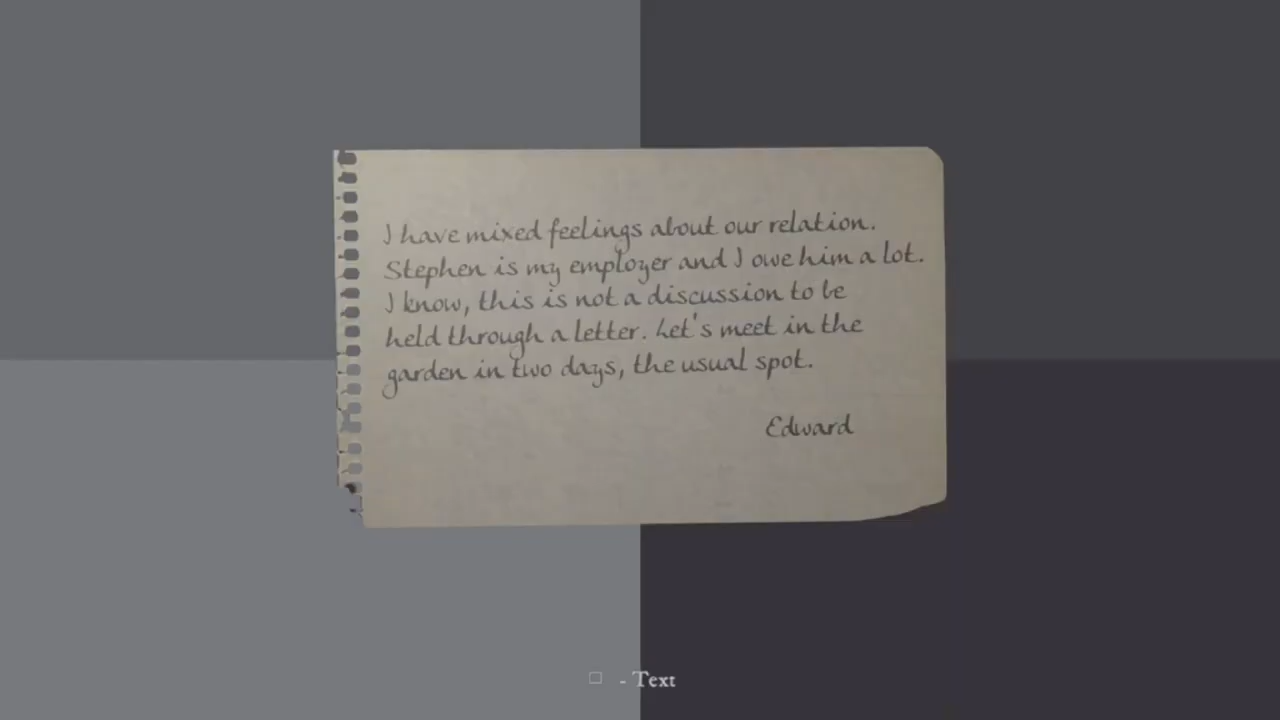 I have mixed feelings about our relation.
Stephen is my employer and I owe him a lot.
I know, this is not a discussion to be
held through a letter. Let's meet in the
garden in two days, the usual spot.
Edward
□ - Text